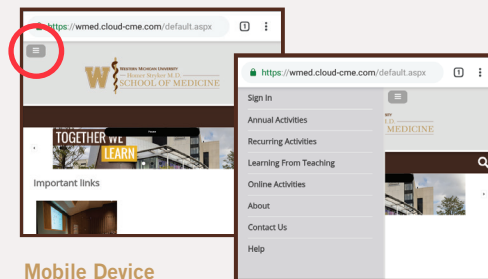 https://wmed.cloud-cme.com/default.aspx
1
WESTERN MICHIGAN UNIVERSITY
Homer Stryker M.D.
W SCHOOL OF MEDICINE
TOGETHER WE
LEARN
Important links
https://wmed.cloud-cme.com/default.aspx
1
Sign In
Annual Activities
Recurring Activities
Learning From Teaching
Online Activities
About
Contact Us
Help
MEDICINE
Mobile Device